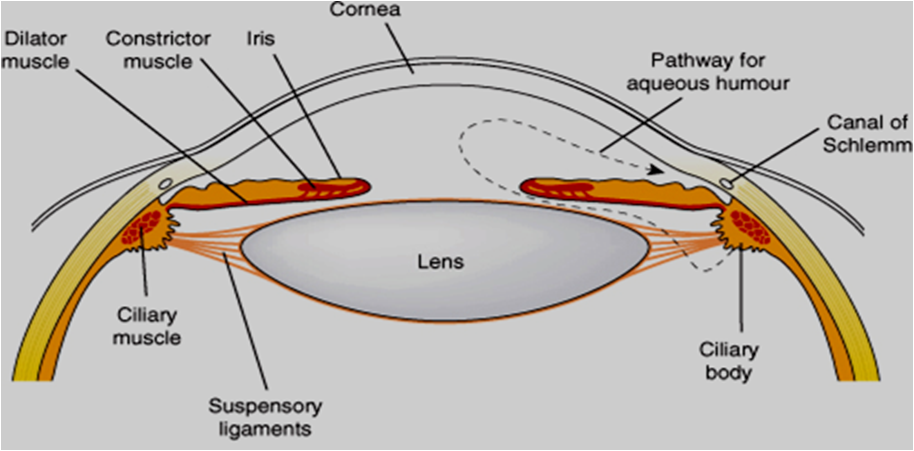 Cornea
Dilator
muscle
Constrictor
muscle
Iris
Pathway for
aqueous humour
Canal of
Schlemm
Lens
Ciliary
muscle
Ciliary
body
Suspensory
ligaments